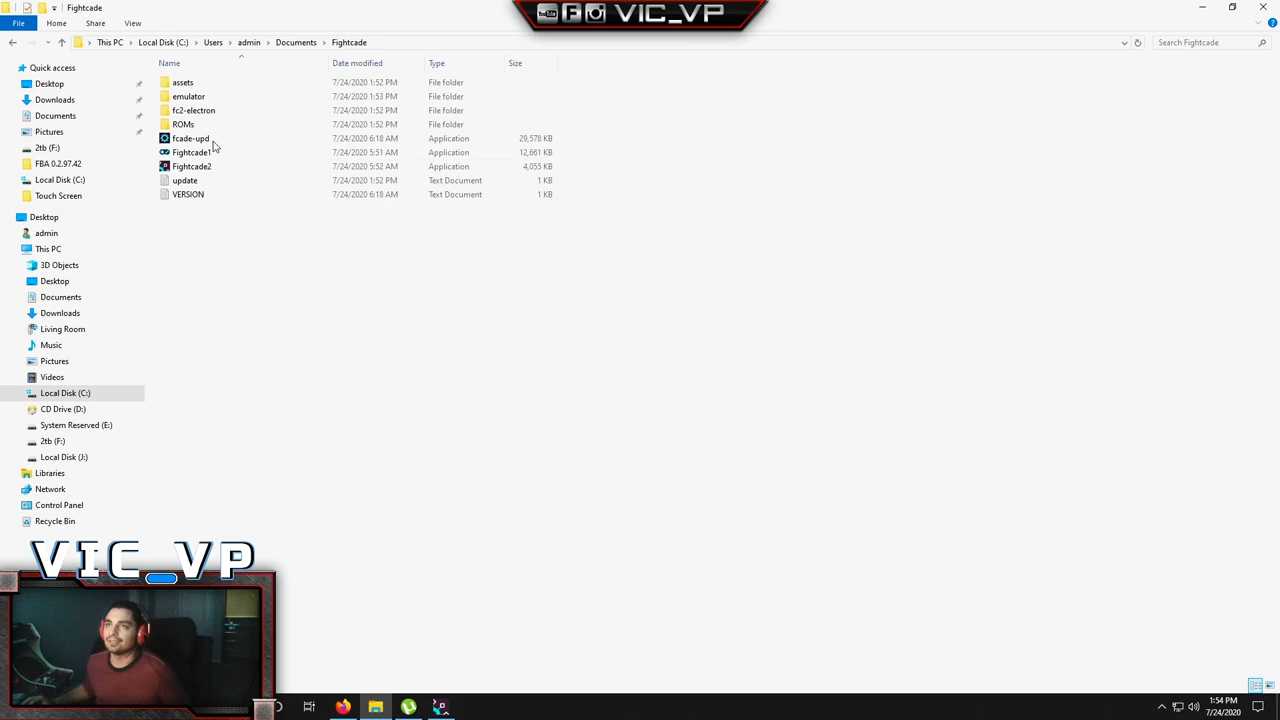 Fightcade
VIC_VP
File Home Share View
This PC Local Disk (C:) Users admin Documents Fightcade
Search Fightcade
Name Date modified Type Size
assets 7/24/2020 1:52 PM File folder
emulator 7/24/2020 1:53 PM File folder
fc2-electron 7/24/2020 1:52 PM File folder
ROMs 7/24/2020 1:52 PM File folder
fcade-upd 7/24/2020 6:18 AM Application 29,578 KB
Fightcade1 7/24/2020 5:51 AM Application 12,661 KB
Fightcade2 7/24/2020 5:52 AM Application 4,055 KB
update 7/24/2020 1:52 PM Text Document 1 KB
VERSION 7/24/2020 6:18 AM Text Document 1 KB
Quick access
Desktop
Downloads
Documents
Pictures
2tb (F:)
FBA 0.2.97.42
Local Disk (C:)
Touch Screen
Desktop
admin
This PC
3D Objects
Desktop
Documents
Downloads
Living Room
Music
Pictures
Videos
Local Disk (C:)
CD Drive (D:)
System Reserved (E:)
2tb (F:)
Local Disk (J:)
Libraries
Network
Control Panel
Recycle Bin
VIC_VP
1:54 PM
7/24/2020